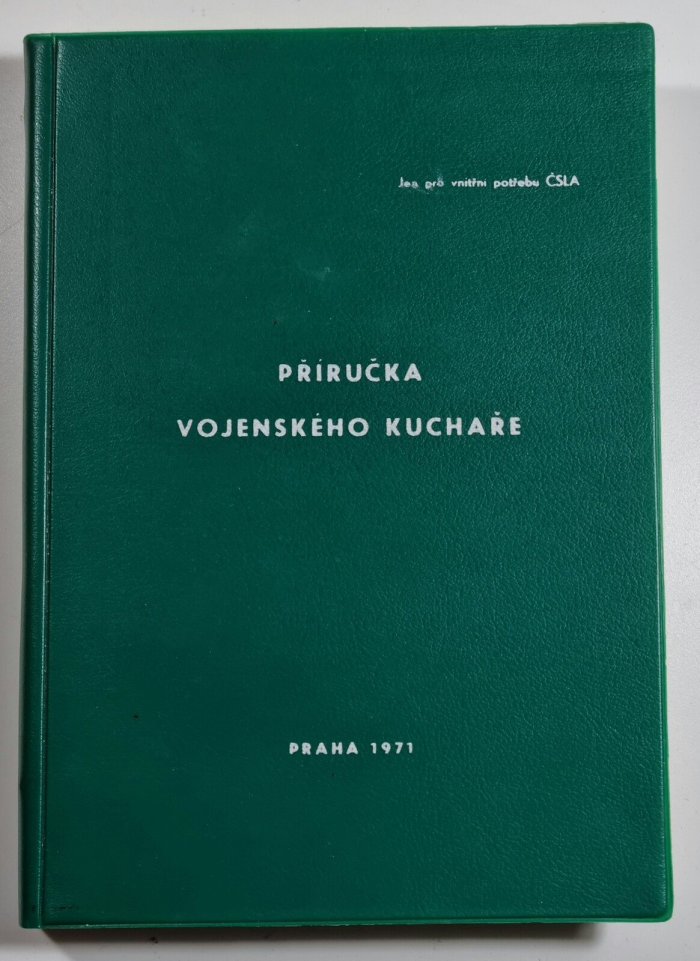 Jen pro vnitřní potřebu ČSLA
PŘÍRUČKA
VOJENSKÉHO KUCHAŘE
PRAHA 1971